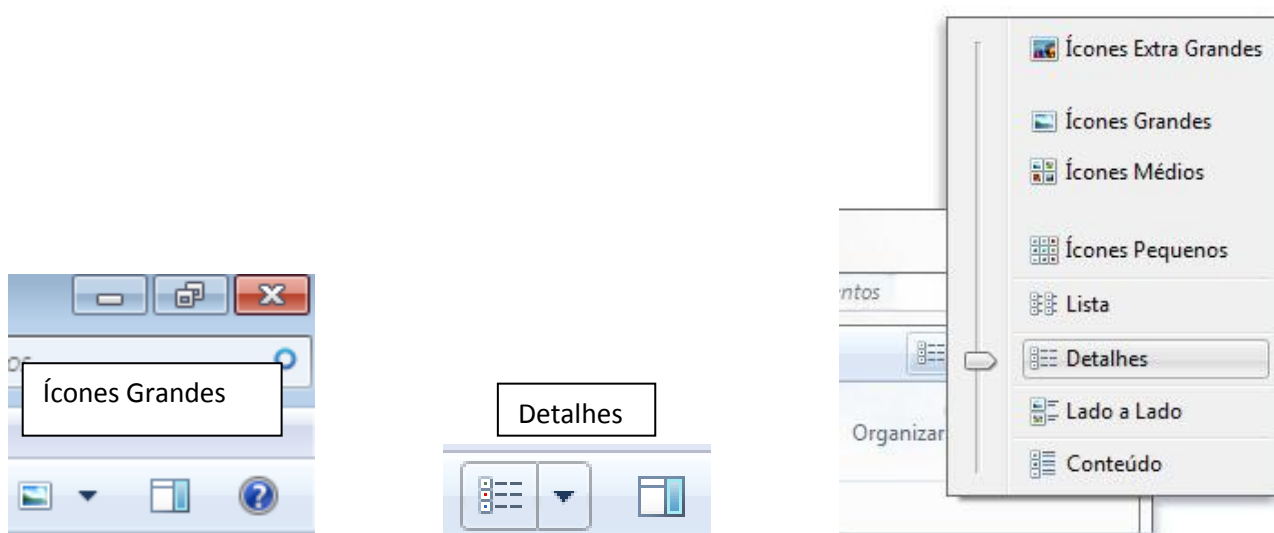 Ícones Grandes
Detalhes
Ícones Extra Grandes
Ícones Grandes
Ícones Médios
Ícones Pequenos
Lista
Detalhes
Lado a Lado
Conteúdo
ntos
Organizar